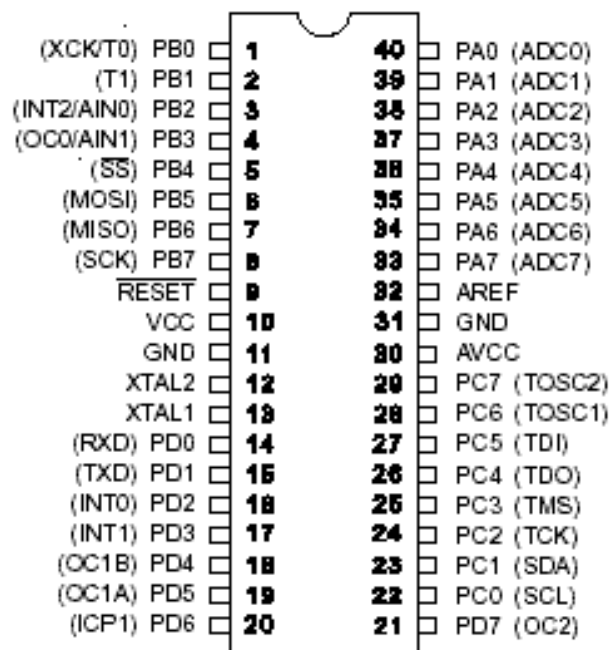 (XCK/T0) PB0 1 40 PA0 (ADC0)
(T1) PB1 2 39 PA1 (ADC1)
(INT2/AIN0) PB2 3 38 PA2 (ADC2)
(OC0/AIN1) PB3 4 37 PA3 (ADC3)
(SS) PB4 5 36 PA4 (ADC4)
(MOSI) PB5 6 35 PA5 (ADC5)
(MISO) PB6 7 34 PA6 (ADC6)
(SCK) PB7 8 33 PA7 (ADC7)
RESET 9 32 AREF
VCC 10 31 GND
GND 11 30 AVCC
XTAL2 12 29 PC7 (TOSC2)
XTAL1 13 28 PC6 (TOSC1)
(RXD) PD0 14 27 PC5 (TDI)
(TXD) PD1 15 26 PC4 (TDO)
(INT0) PD2 16 25 PC3 (TMS)
(INT1) PD3 17 24 PC2 (TCK)
(OC1B) PD4 18 23 PC1 (SDA)
(OC1A) PD5 19 22 PC0 (SCL)
(ICP1) PD6 20 21 PD7 (OC2)